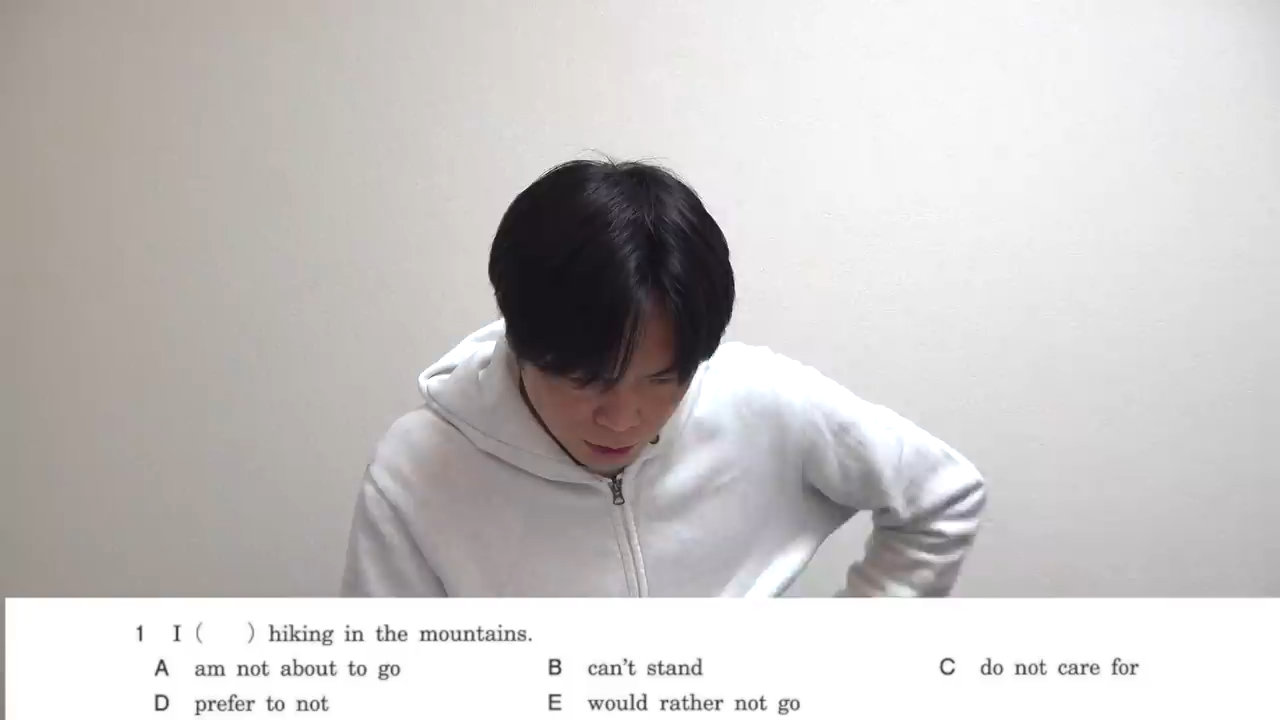 1 I ( ) hiking in the mountains.
A am not about to go B can't stand C do not care for
D prefer to not E would rather not go